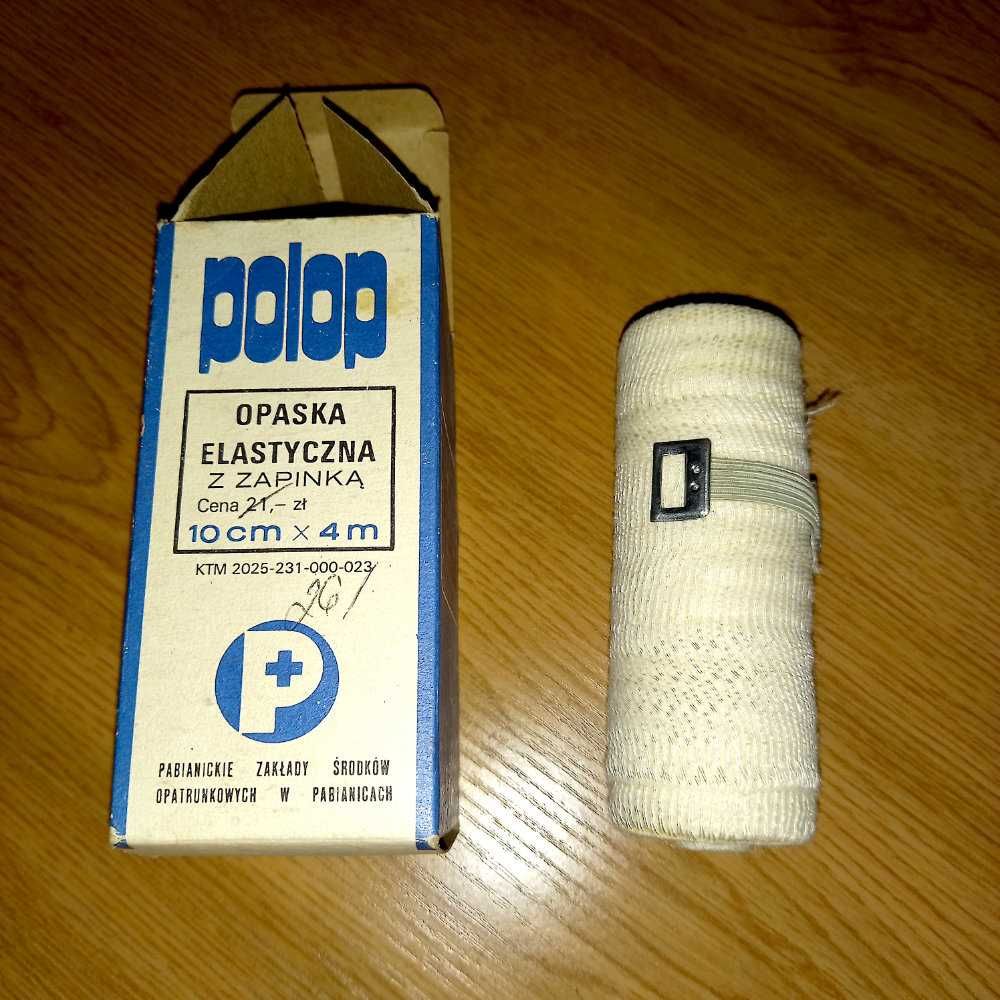 polop
OPASKA
ELASTYCZNA
Z ZAPINKĄ
Cena 21,- zł
10 cm x 4 m
KTM 2025-231-000-023
26/
P+
PABIANICKIE ZAKŁADY ŚRODKÓW
OPATRUNKOWYCH W PABIANICACH